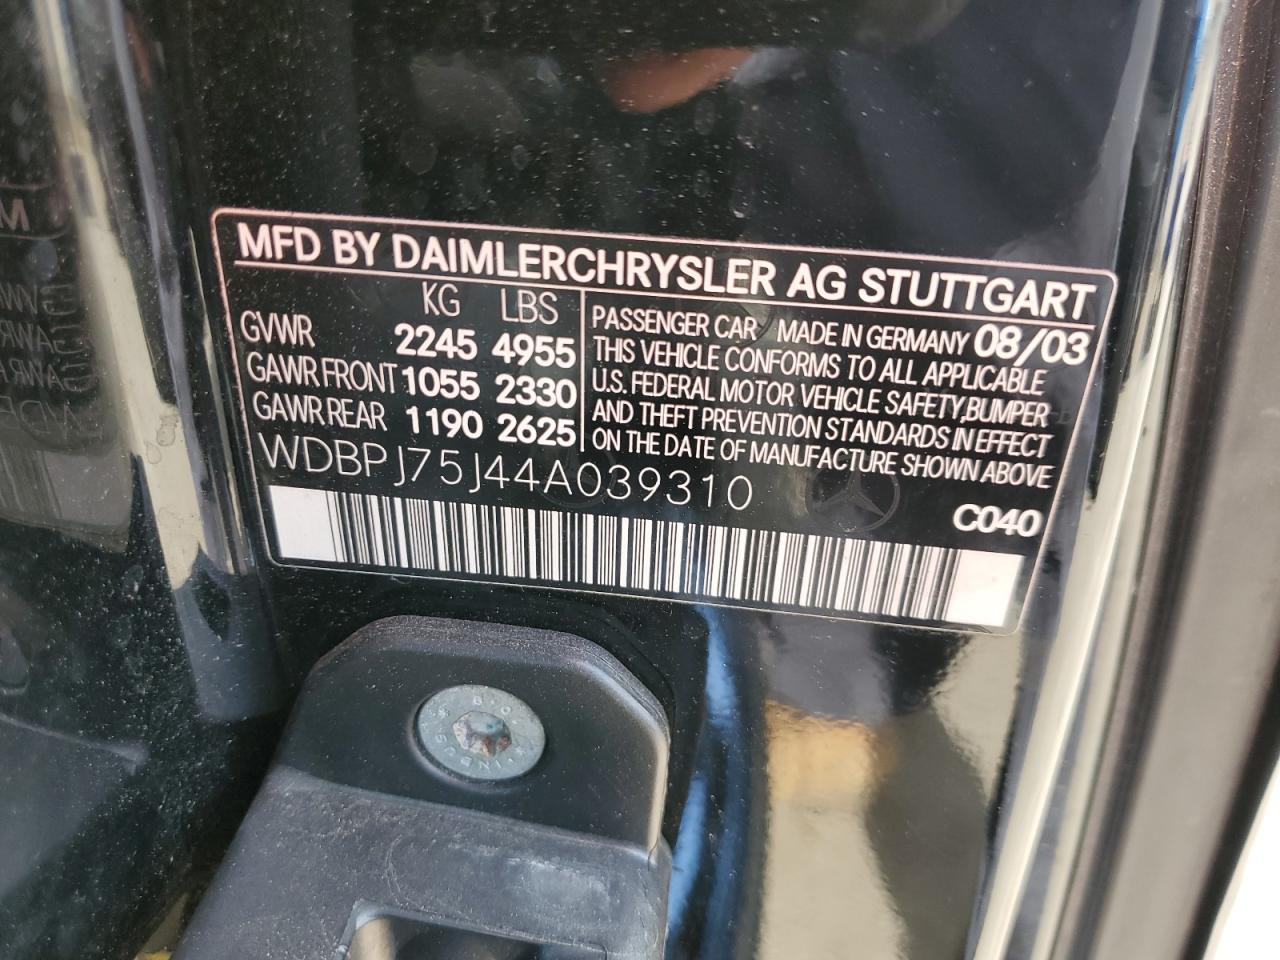 MFD BY DAIMLERCHRYSLER AG STUTTGART
KG LBS
GVWR 2245 4955
GAWR FRONT 1055 2330
GAWR REAR 1190 2625
PASSENGER CAR MADE IN GERMANY 08/03
THIS VEHICLE CONFORMS TO ALL APPLICABLE
U.S. FEDERAL MOTOR VEHICLE SAFETY,BUMPER
AND THEFT PREVENTION STANDARDS IN EFFECT
ON THE DATE OF MANUFACTURE SHOWN ABOVE
WDBPJ75J44A039310
C040